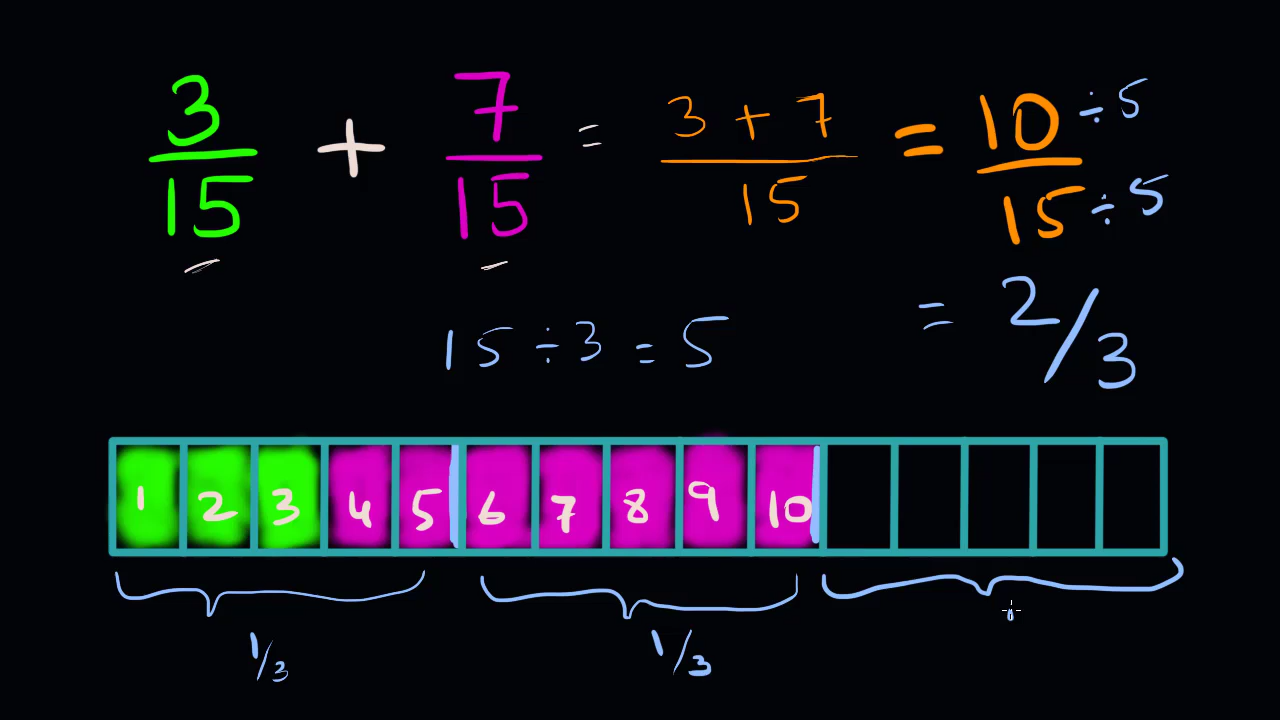 3/15 + 7/15 = (3 + 7)/15 = 10 ÷ 5/15 ÷ 5
15 ÷ 3 = 5
= 2/3
1 2 3 4 5 6 7 8 9 10
1/3 1/3